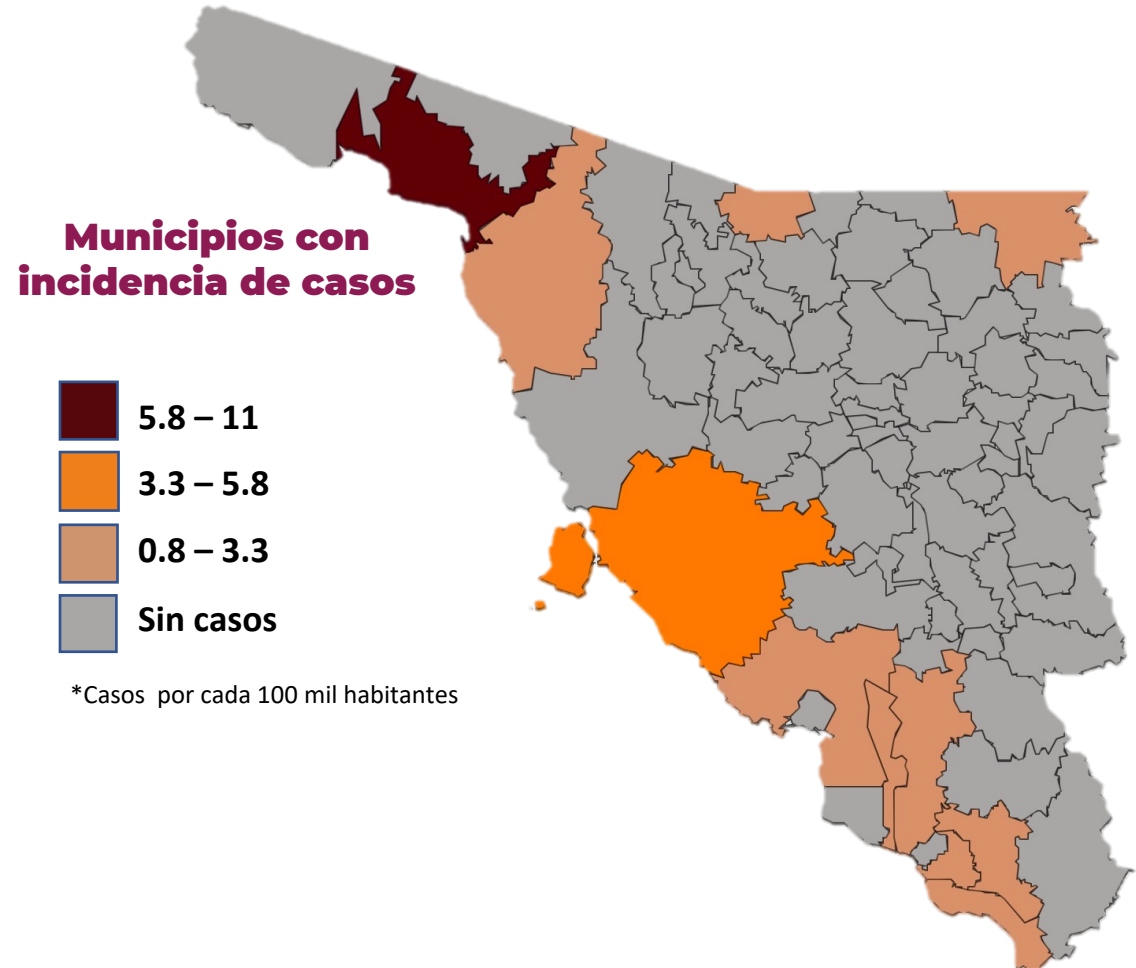 Municipios con
incidencia de casos
5.8 – 11
3.3 – 5.8
0.8 – 3.3
Sin casos
*Casos por cada 100 mil habitantes